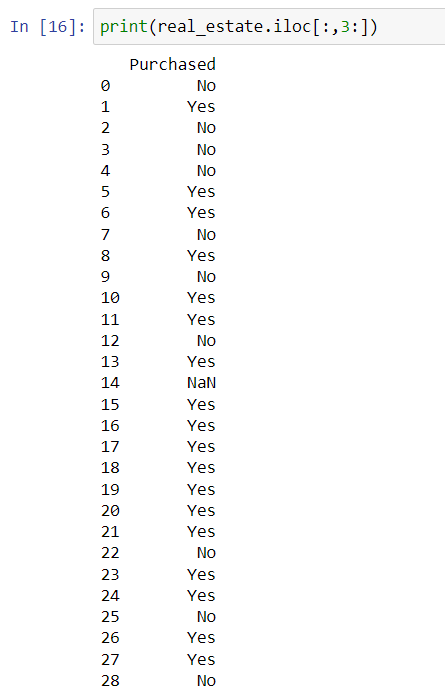 In [16]: print(real_estate.iloc[:,3:])
Purchased
0 No
1 Yes
2 No
3 No
4 No
5 Yes
6 Yes
7 No
8 Yes
9 No
10 Yes
11 Yes
12 No
13 Yes
14 NaN
15 Yes
16 Yes
17 Yes
18 Yes
19 Yes
20 Yes
21 Yes
22 No
23 Yes
24 Yes
25 No
26 Yes
27 Yes
28 No